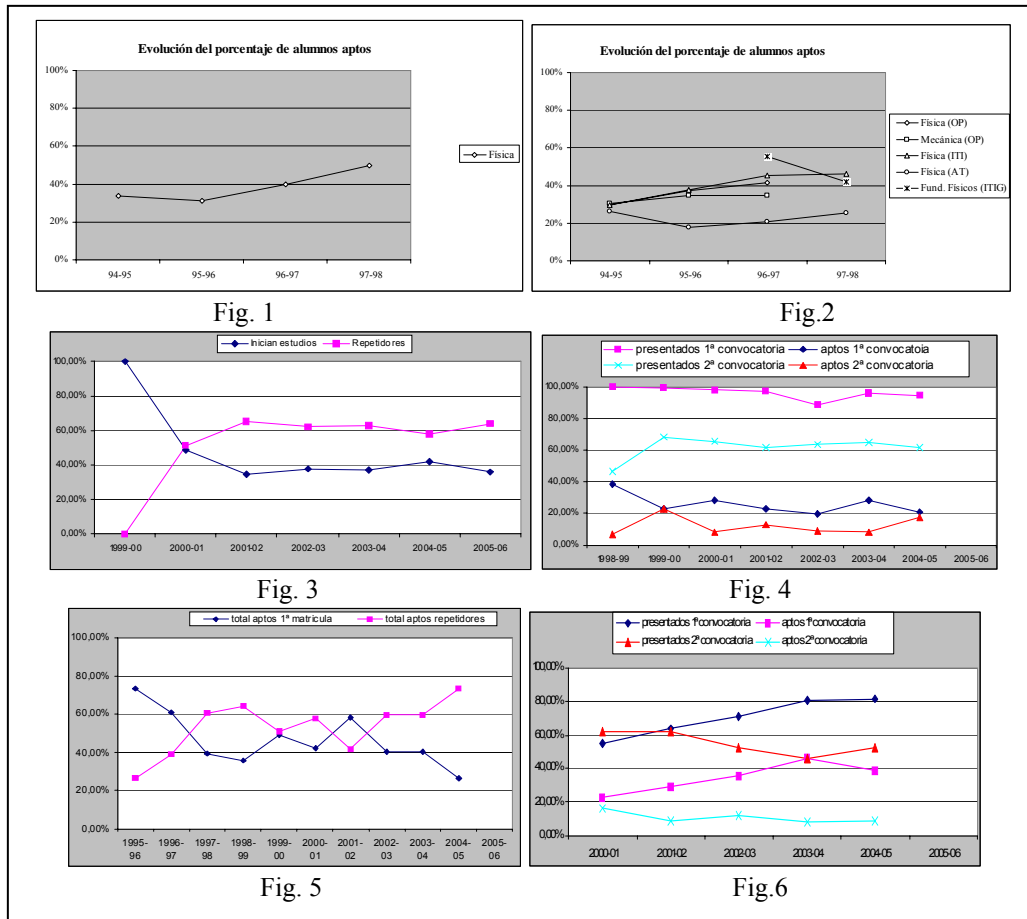 Evolución del porcentaje de alumnos aptos
100%
80%
60%
40%
20%
0%
94-95 95-96 96-97 97-98
Física
Fig. 1
Evolución del porcentaje de alumnos aptos
100%
80%
60%
40%
20%
0%
94-95 95-96 96-97 97-98
Física (OP)
Mecánica (OP)
Física (ITI)
Física (AT)
Fund. Físicos (ITIG)
Fig.2
Inician estudios Repetidores
100,00%
80,00%
60,00%
40,00%
20,00%
0,00%
1999-00 2000-01 2001-02 2002-03 2003-04 2004-05 2005-06
Fig. 3
presentados 1ª convocatoria aptos 1ª convocatoia
presentados 2ª convocatoria aptos 2ª convocatoria
100,00%
80,00%
60,00%
40,00%
20,00%
0,00%
1998-99 1999-00 2000-01 2001-02 2002-03 2003-04 2004-05 2005-06
Fig. 4
total aptos 1ª matrícula total aptos repetidores
100,00%
80,00%
60,00%
40,00%
20,00%
0,00%
1995- 1996- 1997- 1998- 1999- 2000- 2001- 2002- 2003- 2004- 2005-
96 97 98 99 00 01 02 03 04 05 06
Fig. 5
presentados 1ªconvocatoria aptos 1ªconvocatoria
presentados 2ªconvocatoria aptos 2ªconvocatoria
100,00%
80,00%
60,00%
40,00%
20,00%
0,00%
2000-01 2001-02 2002-03 2003-04 2004-05 2005-06
Fig.6